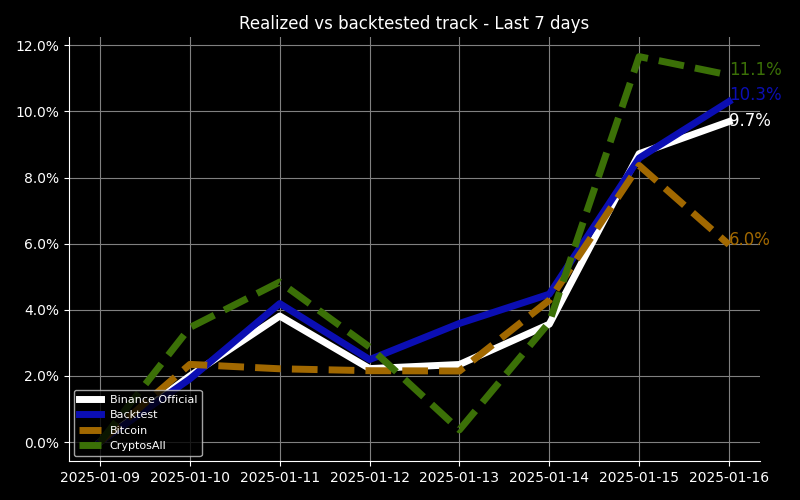 Realized vs backtested track - Last 7 days
12.0%
10.0%
8.0%
6.0%
4.0%
2.0%
0.0%
11.1%
10.3%
9.7%
6.0%
Binance Official
Backtest
Bitcoin
CryptosAll
2025-01-09 2025-01-10 2025-01-11 2025-01-12 2025-01-13 2025-01-14 2025-01-15 2025-01-16